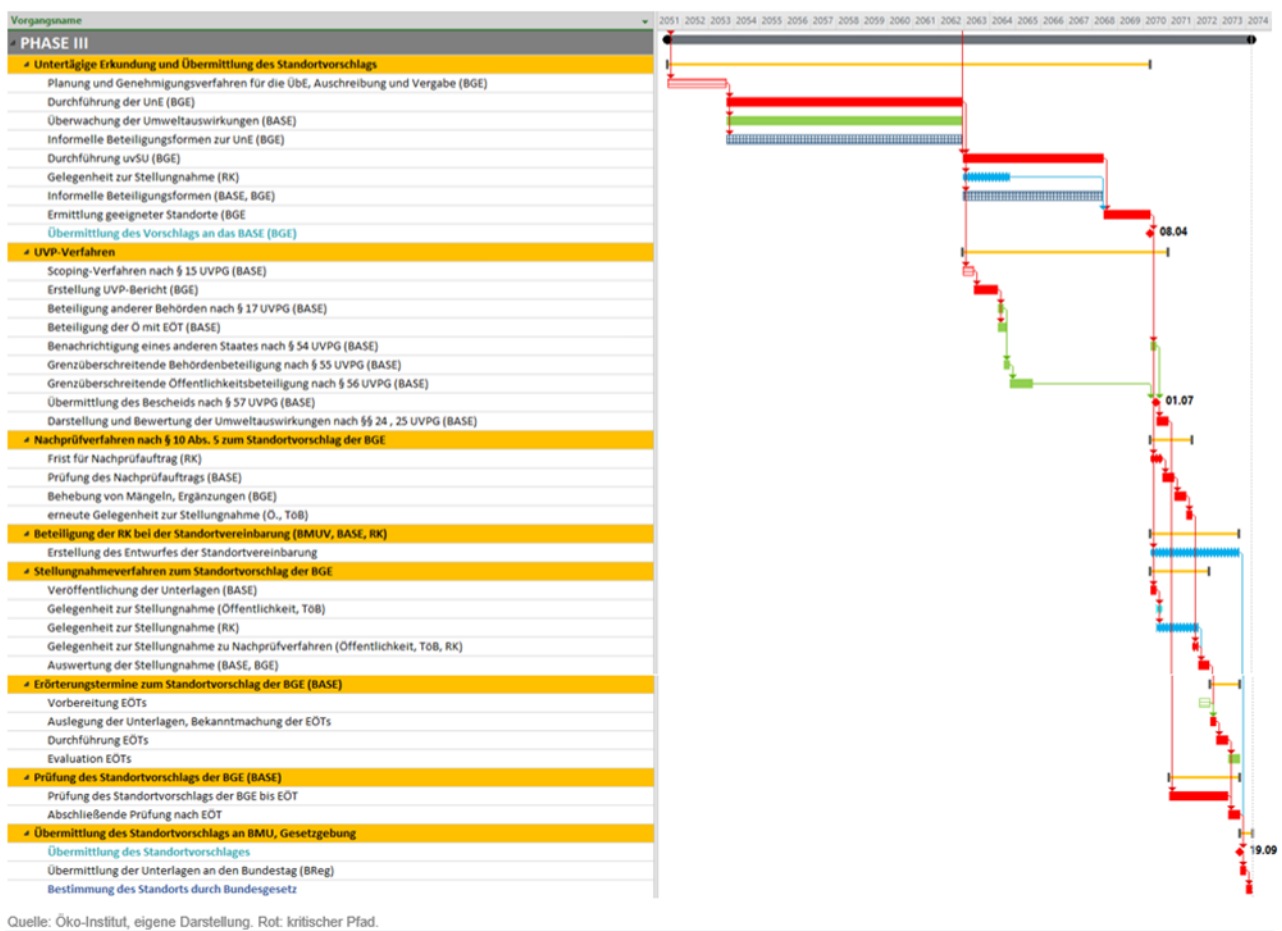 Vorgangsname 2051 2052 2053 2054 2055 2056 2057 2058 2059 2060 2061 2062 2063 2064 2065 2066 2067 2068 2069 2070 2071 2072 2073 2074
PHASE III
Untertägige Erkundung und Übermittlung des Standortvorschlags
Planung und Genehmigungsverfahren für die ÜbE, Auschreibung und Vergabe (BGE)
Durchführung der UnE (BGE)
Überwachung der Umweltauswirkungen (BASE)
Informelle Beteiligungsformen zur UnE (BGE)
Durchführung uvSU (BGE)
Gelegenheit zur Stellungnahme (RK)
Informelle Beteiligungsformen (BASE, BGE)
Ermittlung geeigneter Standorte (BGE
Übermittlung des Vorschlags an das BASE (BGE) 08.04
UVP-Verfahren
Scoping-Verfahren nach § 15 UVPG (BASE)
Erstellung UVP-Bericht (BGE)
Beteiligung anderer Behörden nach § 17 UVPG (BASE)
Beteiligung der Ö mit EÖT (BASE)
Benachrichtigung eines anderen Staates nach § 54 UVPG (BASE)
Grenzüberschreitende Behördenbeteiligung nach § 55 UVPG (BASE)
Grenzüberschreitende Öffentlichkeitsbeteiligung nach § 56 UVPG (BASE)
Übermittlung des Bescheids nach § 57 UVPG (BASE) 01.07
Darstellung und Bewertung der Umweltauswirkungen nach §§ 24 , 25 UVPG (BASE)
Nachprüfverfahren nach § 10 Abs. 5 zum Standortvorschlag der BGE
Frist für Nachprüfauftrag (RK)
Prüfung des Nachprüfauftrags (BASE)
Behebung von Mängeln, Ergänzungen (BGE)
erneute Gelegenheit zur Stellungnahme (Ö., TöB)
Beteiligung der RK bei der Standortvereinbarung (BMUV, BASE, RK)
Erstellung des Entwurfes der Standortvereinbarung
Stellungnahmeverfahren zum Standortvorschlag der BGE
Veröffentlichung der Unterlagen (BASE)
Gelegenheit zur Stellungnahme (Öffentlichkeit, TöB)
Gelegenheit zur Stellungnahme (RK)
Gelegenheit zur Stellungnahme zu Nachprüfverfahren (Öffentlichkeit, TöB, RK)
Auswertung der Stellungnahme (BASE, BGE)
Erörterungstermine zum Standortvorschlag der BGE (BASE)
Vorbereitung EÖTs
Auslegung der Unterlagen, Bekanntmachung der EÖTs
Durchführung EÖTs
Evaluation EÖTs
Prüfung des Standortvorschlags der BGE (BASE)
Prüfung des Standortvorschlags der BGE bis EÖT
Abschließende Prüfung nach EÖT
Übermittlung des Standortvorschlags an BMU, Gesetzgebung
Übermittlung des Standortvorschlages 19.09
Übermittlung der Unterlagen an den Bundestag (BReg)
Bestimmung des Standorts durch Bundesgesetz
Quelle: Öko-Institut, eigene Darstellung. Rot: kritischer Pfad.